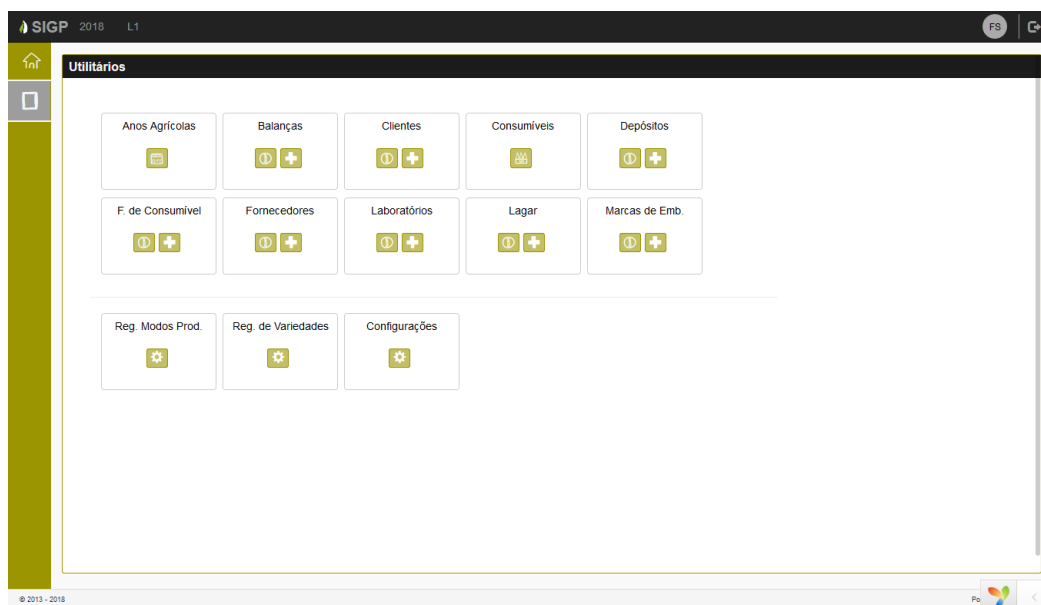 SIGP 2018 L1 FS
Utilitários
Anos Agrícolas Balanças Clientes Consumíveis Depósitos
F. de Consumível Fornecedores Laboratórios Lagar Marcas de Emb.
Reg. Modos Prod. Reg. de Variedades Configurações
© 2013 - 2018 Po